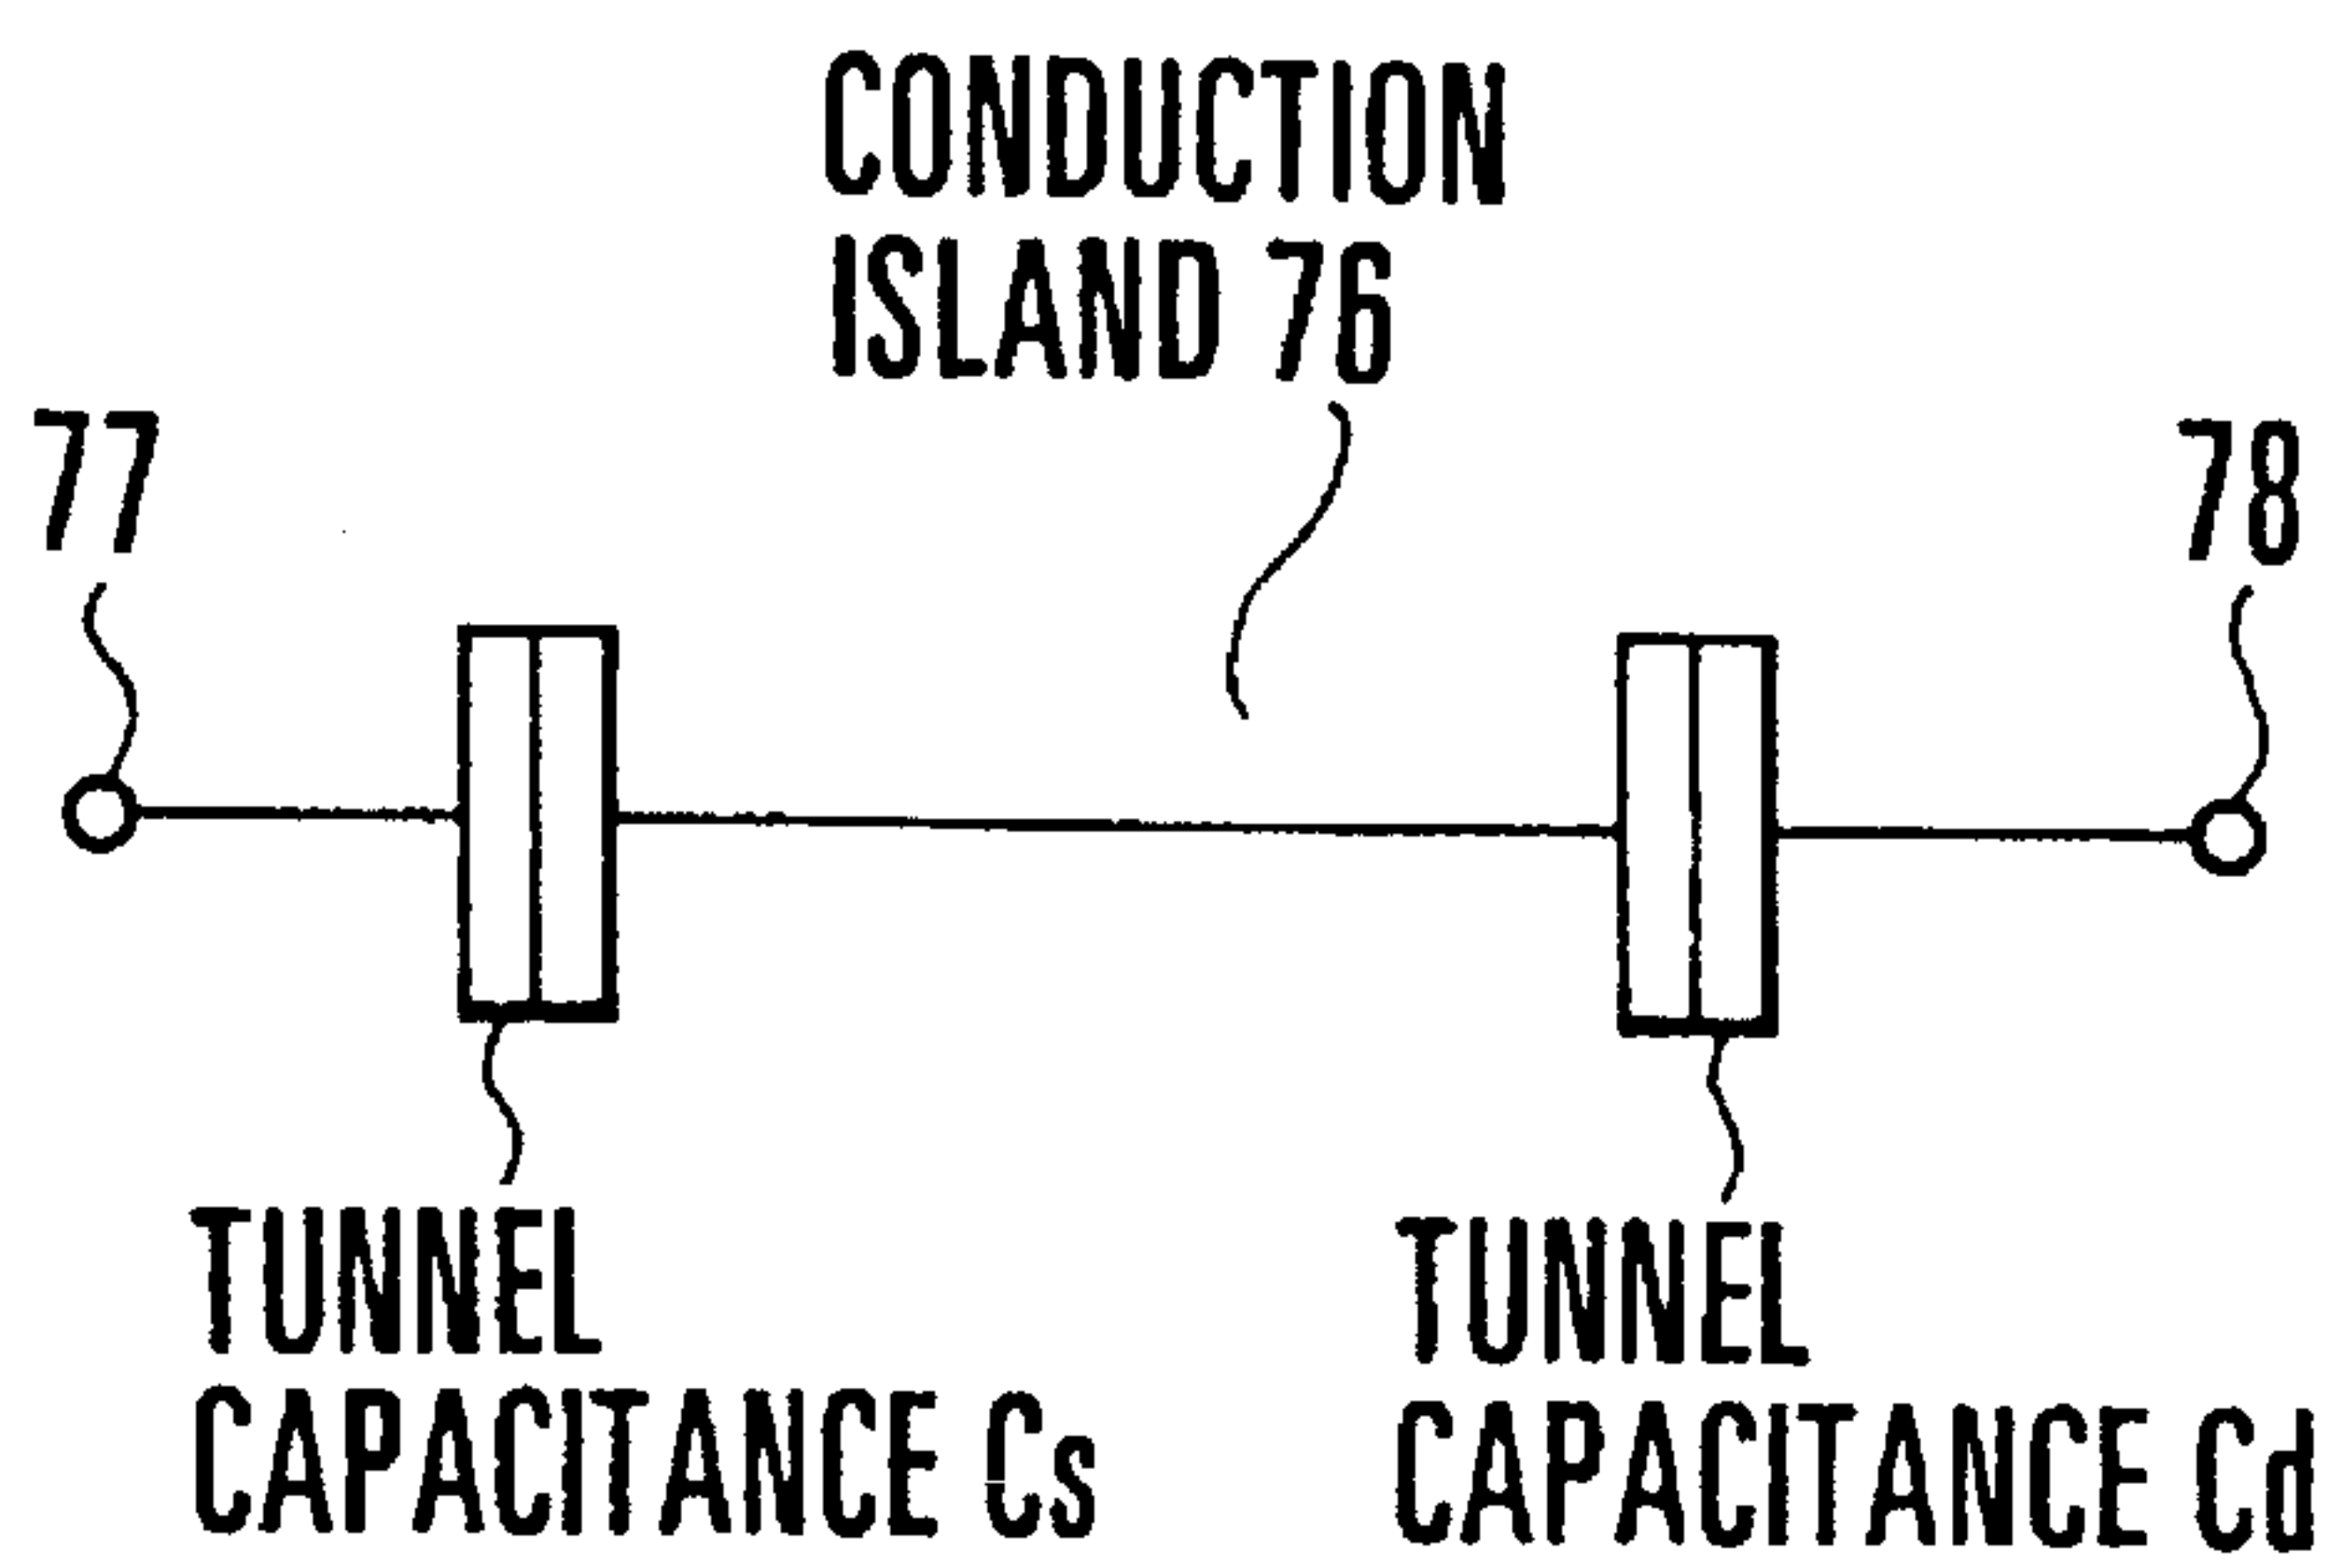 CONDUCTION
ISLAND 76
77
78
TUNNEL
CAPACITANCE Cs
TUNNEL
CAPACITANCE Cd